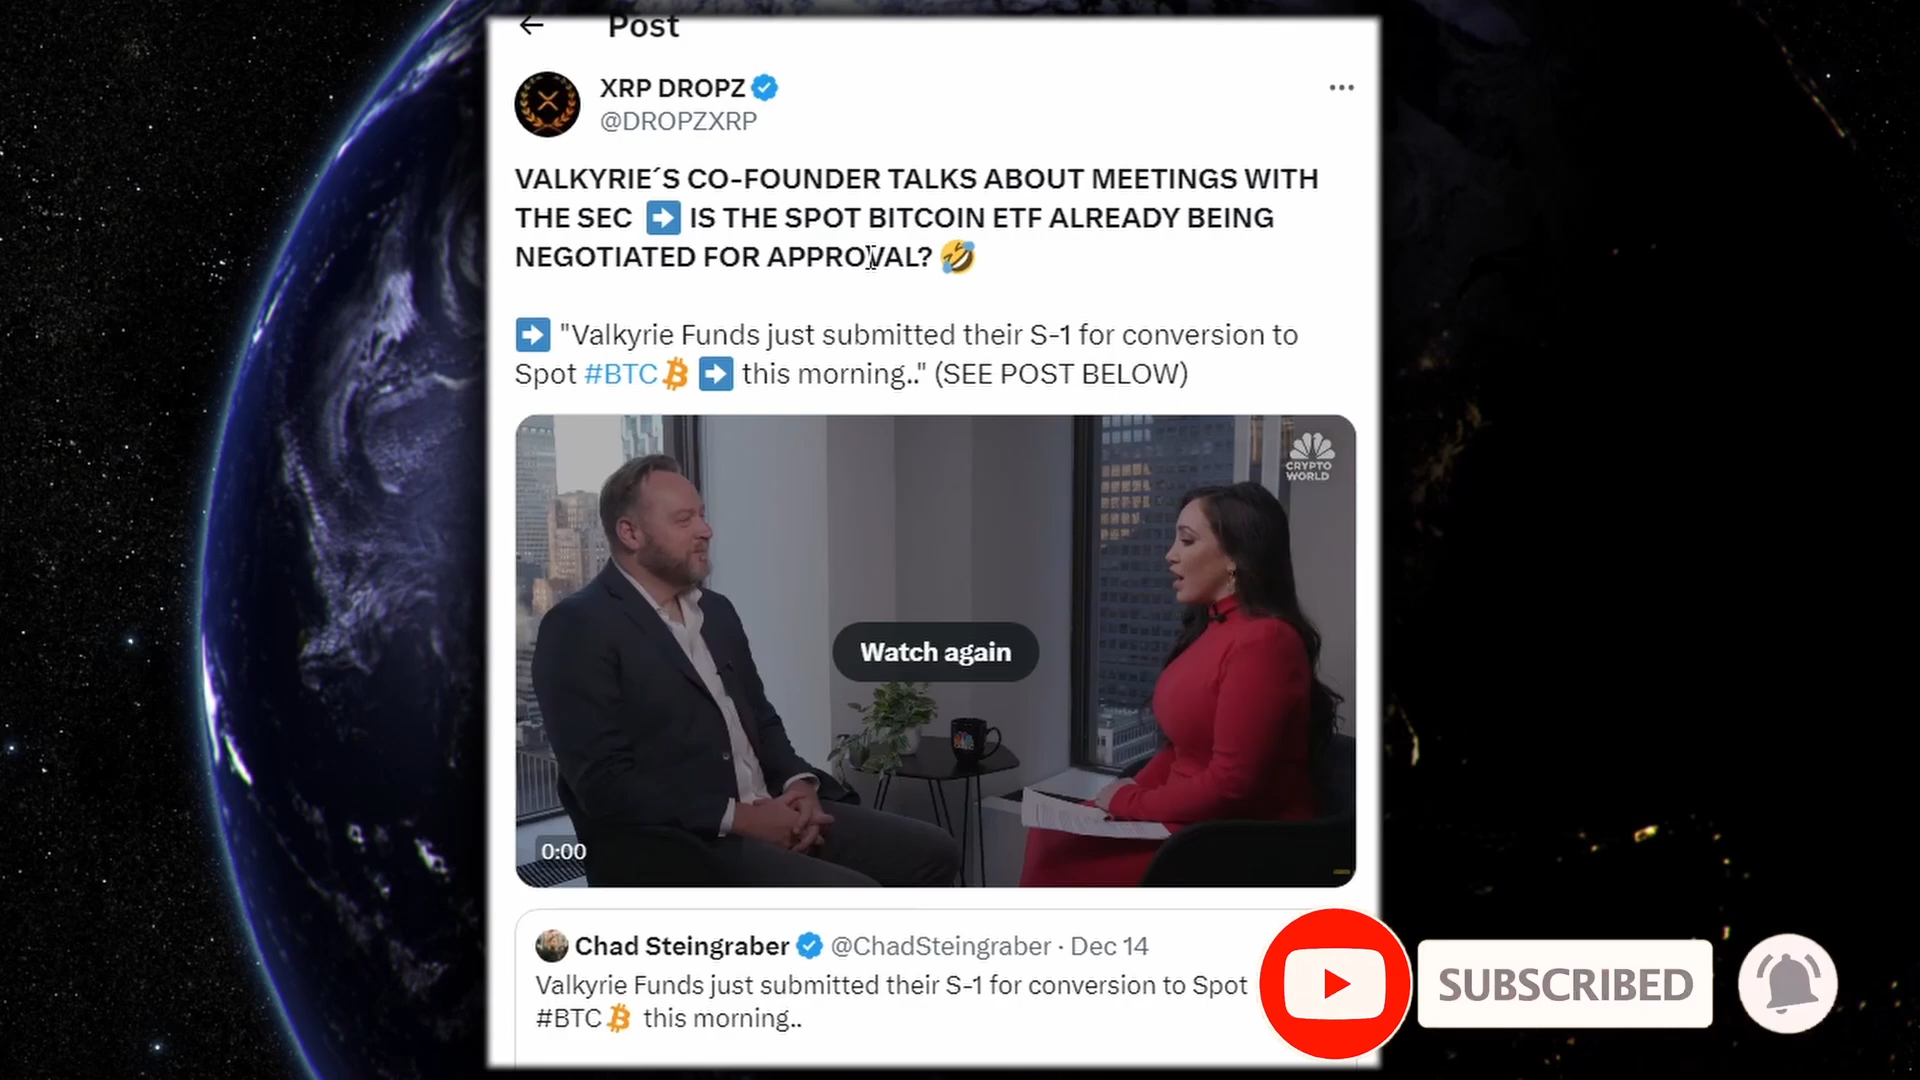 Post
XRP DROPZ
@DROPZXRP
VALKYRIE´S CO-FOUNDER TALKS ABOUT MEETINGS WITH
THE SEC ➡️ IS THE SPOT BITCOIN ETF ALREADY BEING
NEGOTIATED FOR APPROVAL? 🤣
➡️ "Valkyrie Funds just submitted their S-1 for conversion to
Spot #BTC ➡️ this morning.." (SEE POST BELOW)
CRYPTO
WORLD
Watch again
0:00
Chad Steingraber @ChadSteingraber · Dec 14
Valkyrie Funds just submitted their S-1 for conversion to Spot
#BTC this morning..
SUBSCRIBED